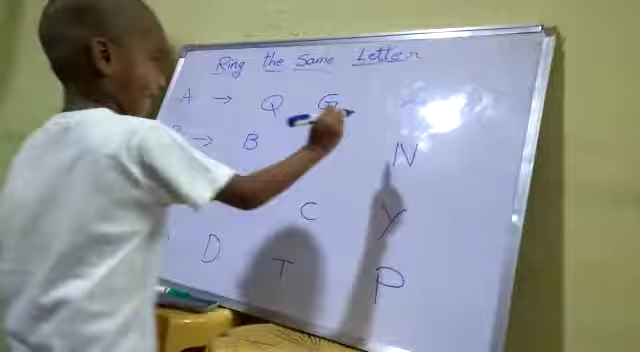 Ring the Same Letter
A → Q G
B → B N
C Y
D T P